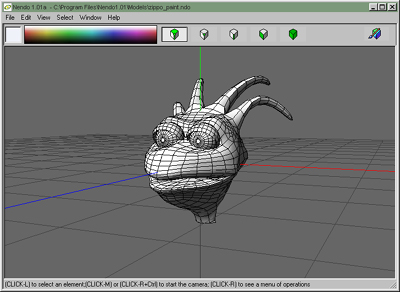 Nendo 1.01a - C:\Program Files\Nendo1.01\Models\zippo_paint.ndo
File Edit View Select Window Help
(CLICK-L) to select an element;(CLICK-M) or (CLICK-R+Ctrl) to start the camera; (CLICK-R) to see a menu of operations